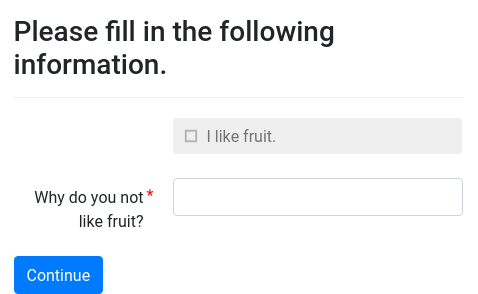 Please fill in the following
information.
I like fruit.
Why do you not *
like fruit?
Continue